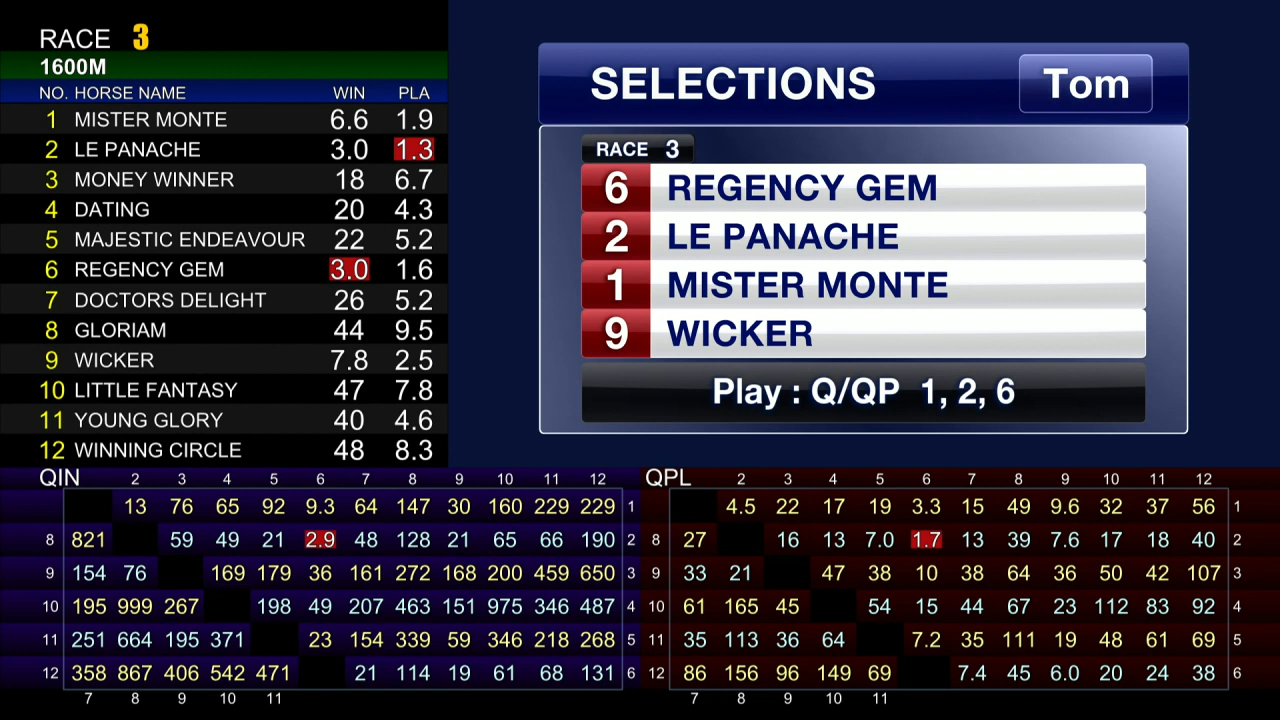 RACE 3
1600M
NO. HORSE NAME WIN PLA
1 MISTER MONTE 6.6 1.9
2 LE PANACHE 3.0 1.3
3 MONEY WINNER 18 6.7
4 DATING 20 4.3
5 MAJESTIC ENDEAVOUR 22 5.2
6 REGENCY GEM 3.0 1.6
7 DOCTORS DELIGHT 26 5.2
8 GLORIAM 44 9.5
9 WICKER 7.8 2.5
10 LITTLE FANTASY 47 7.8
11 YOUNG GLORY 40 4.6
12 WINNING CIRCLE 48 8.3
SELECTIONS Tom
RACE 3
6 REGENCY GEM
2 LE PANACHE
1 MISTER MONTE
9 WICKER
Play : Q/QP 1, 2, 6
QIN 2 3 4 5 6 7 8 9 10 11 12
13 76 65 92 9.3 64 147 30 160 229 229 1
8 821 59 49 21 2.9 48 128 21 65 66 190 2
9 154 76 169 179 36 161 272 168 200 459 650 3
10 195 999 267 198 49 207 463 151 975 346 487 4
11 251 664 195 371 23 154 339 59 346 218 268 5
12 358 867 406 542 471 21 114 19 61 68 131 6
7 8 9 10 11
QPL 2 3 4 5 6 7 8 9 10 11 12
4.5 22 17 19 3.3 15 49 9.6 32 37 56 1
8 27 16 13 7.0 1.7 13 39 7.6 17 18 40 2
9 33 21 47 38 10 38 64 36 50 42 107 3
10 61 165 45 54 15 44 67 23 112 83 92 4
11 35 113 36 64 7.2 35 111 19 48 61 69 5
12 86 156 96 149 69 7.4 45 6.0 20 24 38 6
7 8 9 10 11